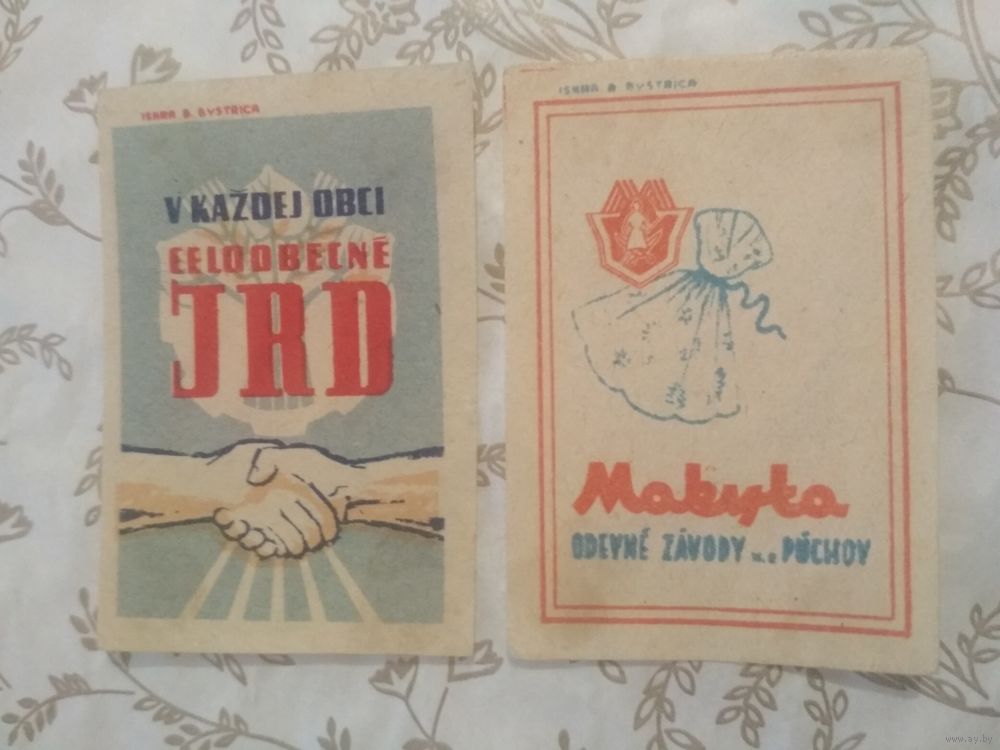 ISKRA B. BYSTRICA
V KAŽDEJ OBCI
CELOOBECNÉ
JRD
ISKRA B BYSTRICA
Makyta
ODEVNÉ ZÁVODY n.p. PÚCHOV
www.ay.by